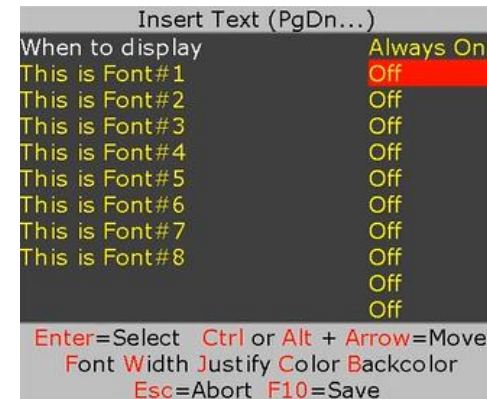 Insert Text (PgDn...)
When to display Always On
This is Font#1 Off
This is Font#2 Off
This is Font#3 Off
This is Font#4 Off
This is Font#5 Off
This is Font#6 Off
This is Font#7 Off
This is Font#8 Off
Off
Off
Enter=Select Ctrl or Alt + Arrow=Move
Font Width Justify Color Backcolor
Esc=Abort F10=Save